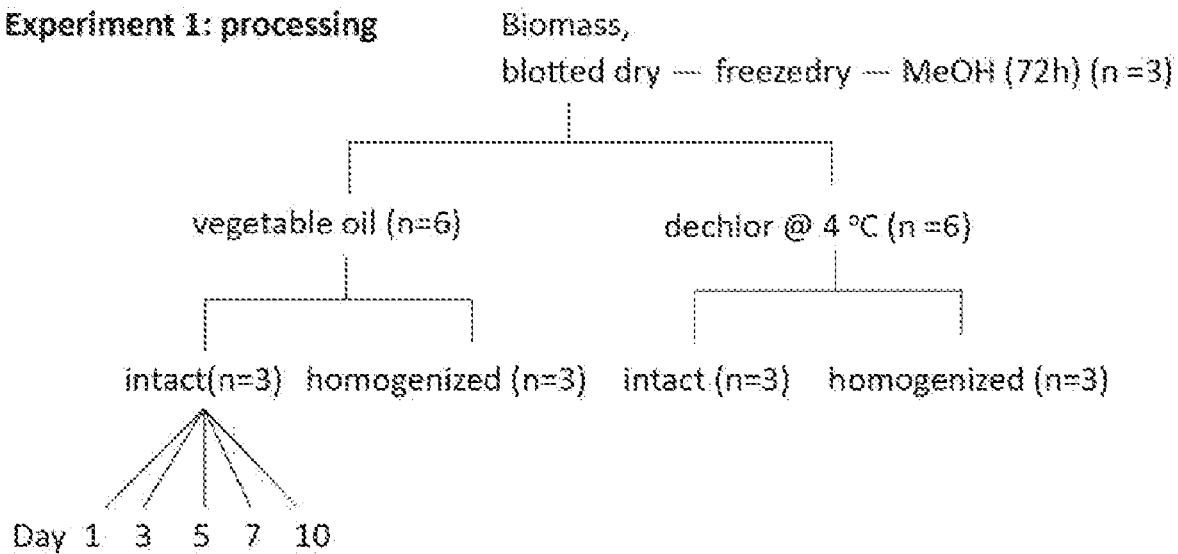 Experiment 1: processing
Biomass,
blotted dry — freezedry — MeOH (72h) (n =3)
vegetable oil (n=6)
dechlor @ 4 °C (n =6)
intact(n=3) homogenized (n=3) intact (n=3) homogenized (n=3)
Day 1 3 5 7 10